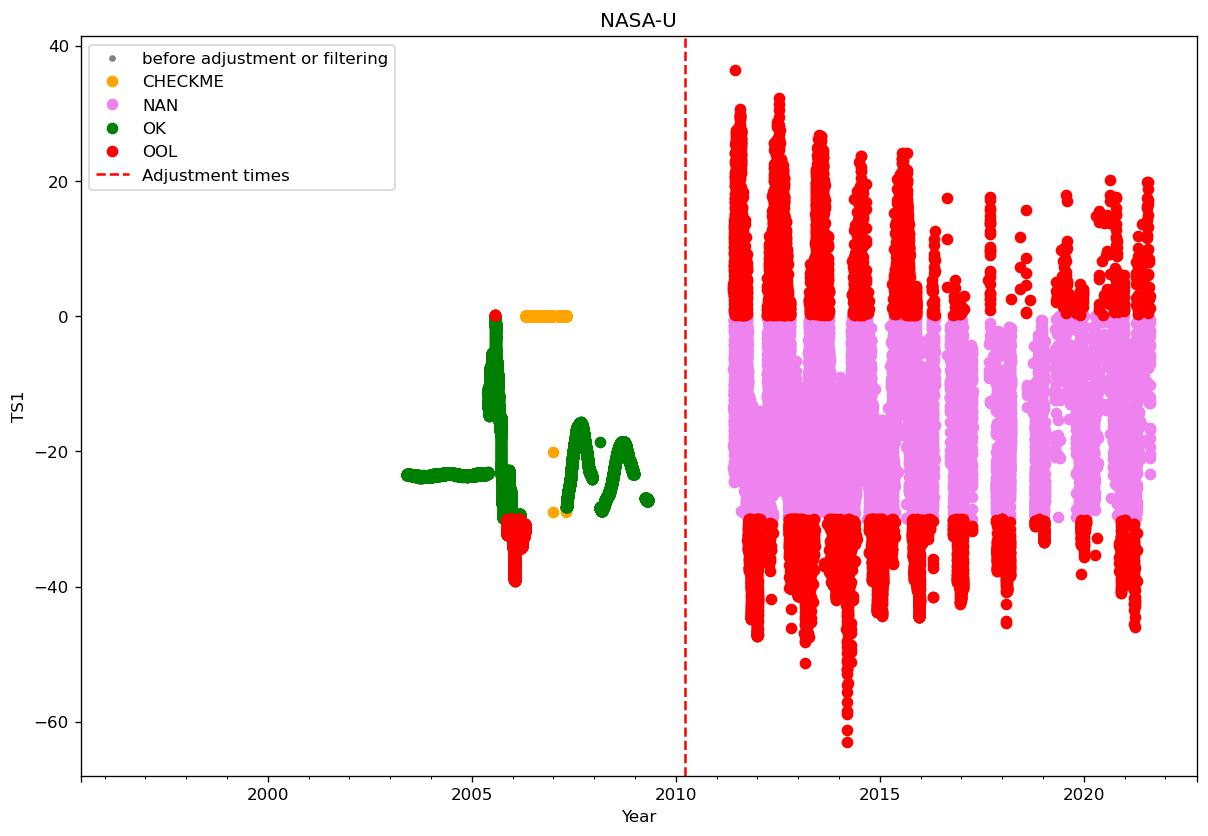 NASA-U
before adjustment or filtering
CHECKME
NAN
OK
OOL
Adjustment times
40
20
0
−20
−40
−60
TS1
2000 2005 2010 2015 2020
Year